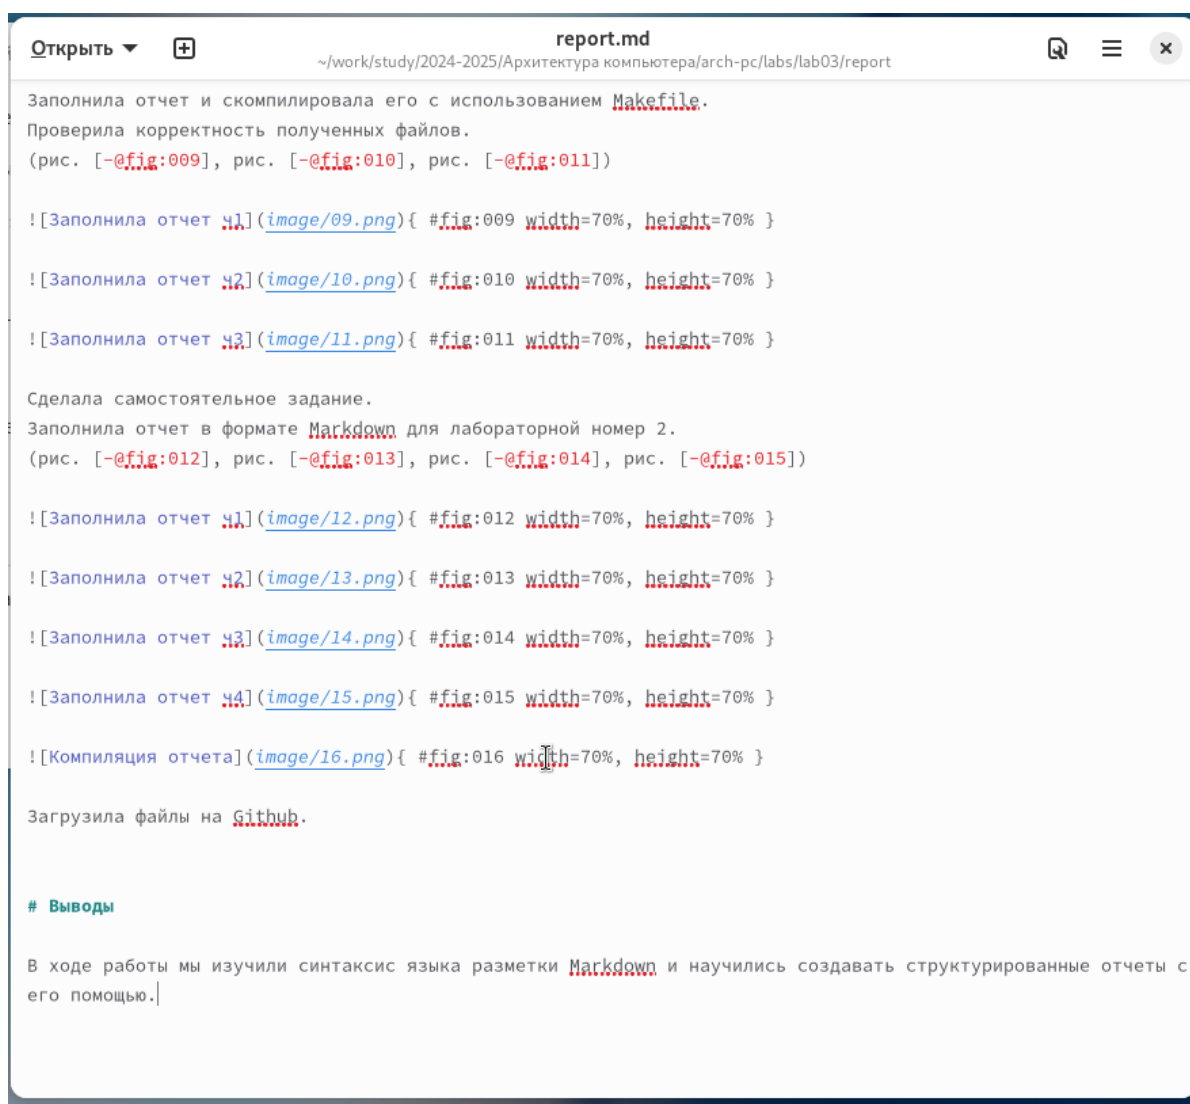 Открыть
report.md
~/work/study/2024-2025/Архитектура компьютера/arch-pc/labs/lab03/report
Заполнила отчет и скомпилировала его с использованием Makefile.
Проверила корректность полученных файлов.
(рис. [-@fig:009], рис. [-@fig:010], рис. [-@fig:011])
![Заполнила отчет ч1](image/09.png){ #fig:009 width=70%, height=70% }
![Заполнила отчет ч2](image/10.png){ #fig:010 width=70%, height=70% }
![Заполнила отчет ч3](image/11.png){ #fig:011 width=70%, height=70% }
Сделала самостоятельное задание.
Заполнила отчет в формате Markdown для лабораторной номер 2.
(рис. [-@fig:012], рис. [-@fig:013], рис. [-@fig:014], рис. [-@fig:015])
![Заполнила отчет ч1](image/12.png){ #fig:012 width=70%, height=70% }
![Заполнила отчет ч2](image/13.png){ #fig:013 width=70%, height=70% }
![Заполнила отчет ч3](image/14.png){ #fig:014 width=70%, height=70% }
![Заполнила отчет ч4](image/15.png){ #fig:015 width=70%, height=70% }
![Компиляция отчета](image/16.png){ #fig:016 width=70%, height=70% }
Загрузила файлы на Github.
# Выводы
В ходе работы мы изучили синтаксис языка разметки Markdown и научились создавать структурированные отчеты с
его помощью.